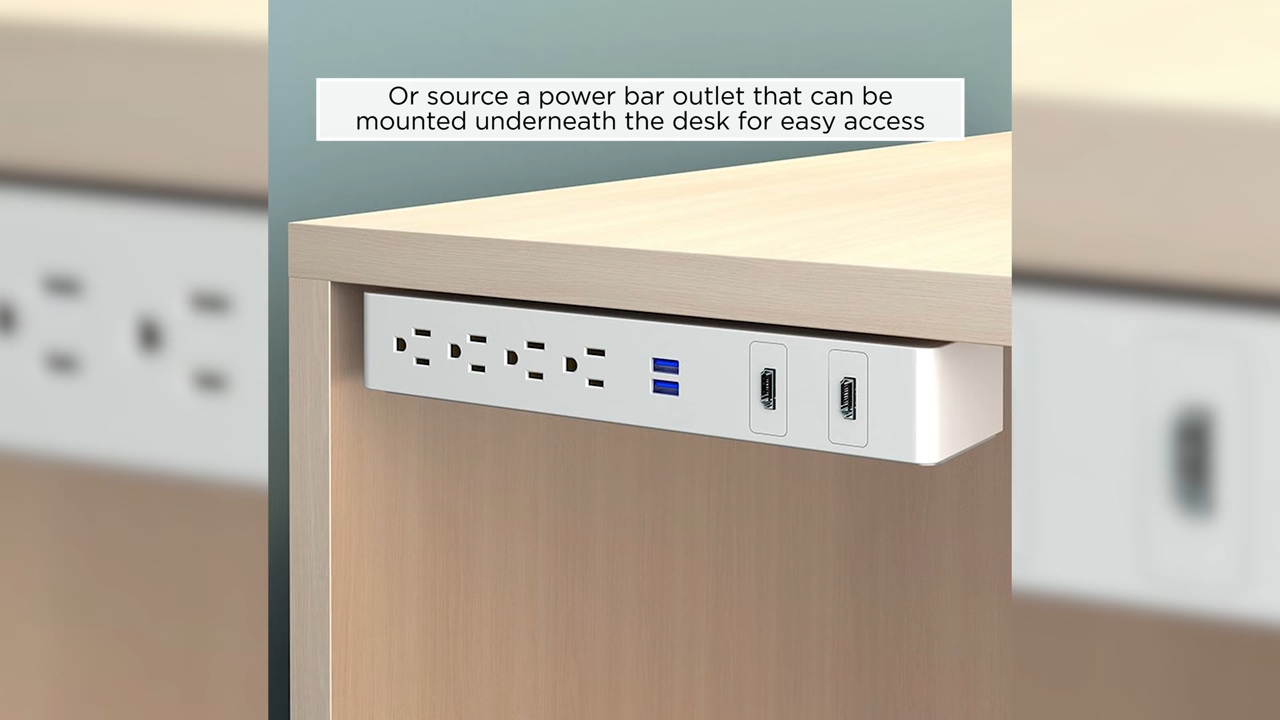 Or source a power bar outlet that can be
mounted underneath the desk for easy access